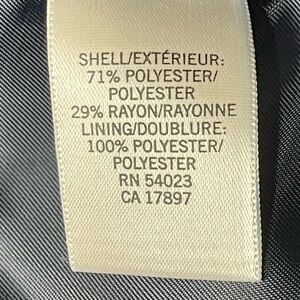 SHELL/EXTÉRIEUR:
71% POLYESTER/
POLYESTER
29% RAYON/RAYONNE
LINING/DOUBLURE:
100% POLYESTER/
POLYESTER
RN 54023
CA 17897